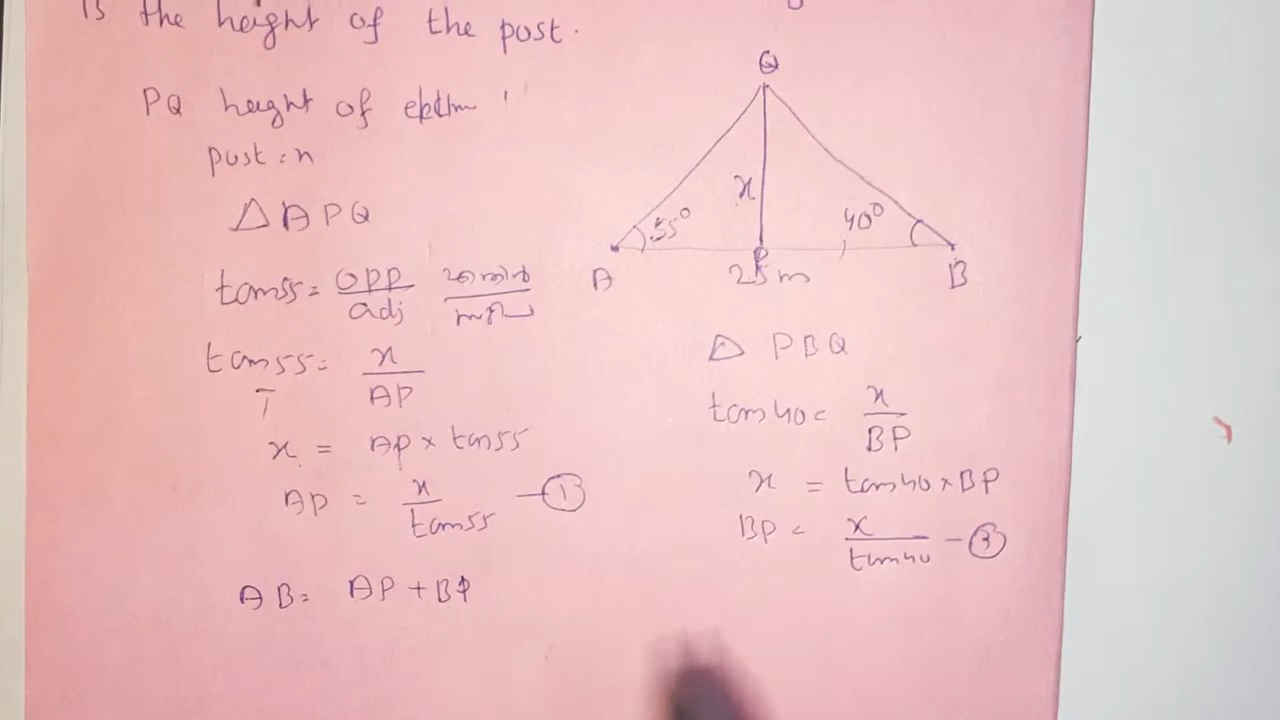 is the height of the post.
PQ height of
post = x
△ APQ
tan55 = opp/adj
tan55 = x/AP
x = AP × tan55
AP = x/tan55 —①
AB = AP + BP
Q
x
55°
40°
A
P
B
25 m
△ PBQ
tan40 = x/BP
x = tan40 × BP
BP = x/tan40 —②